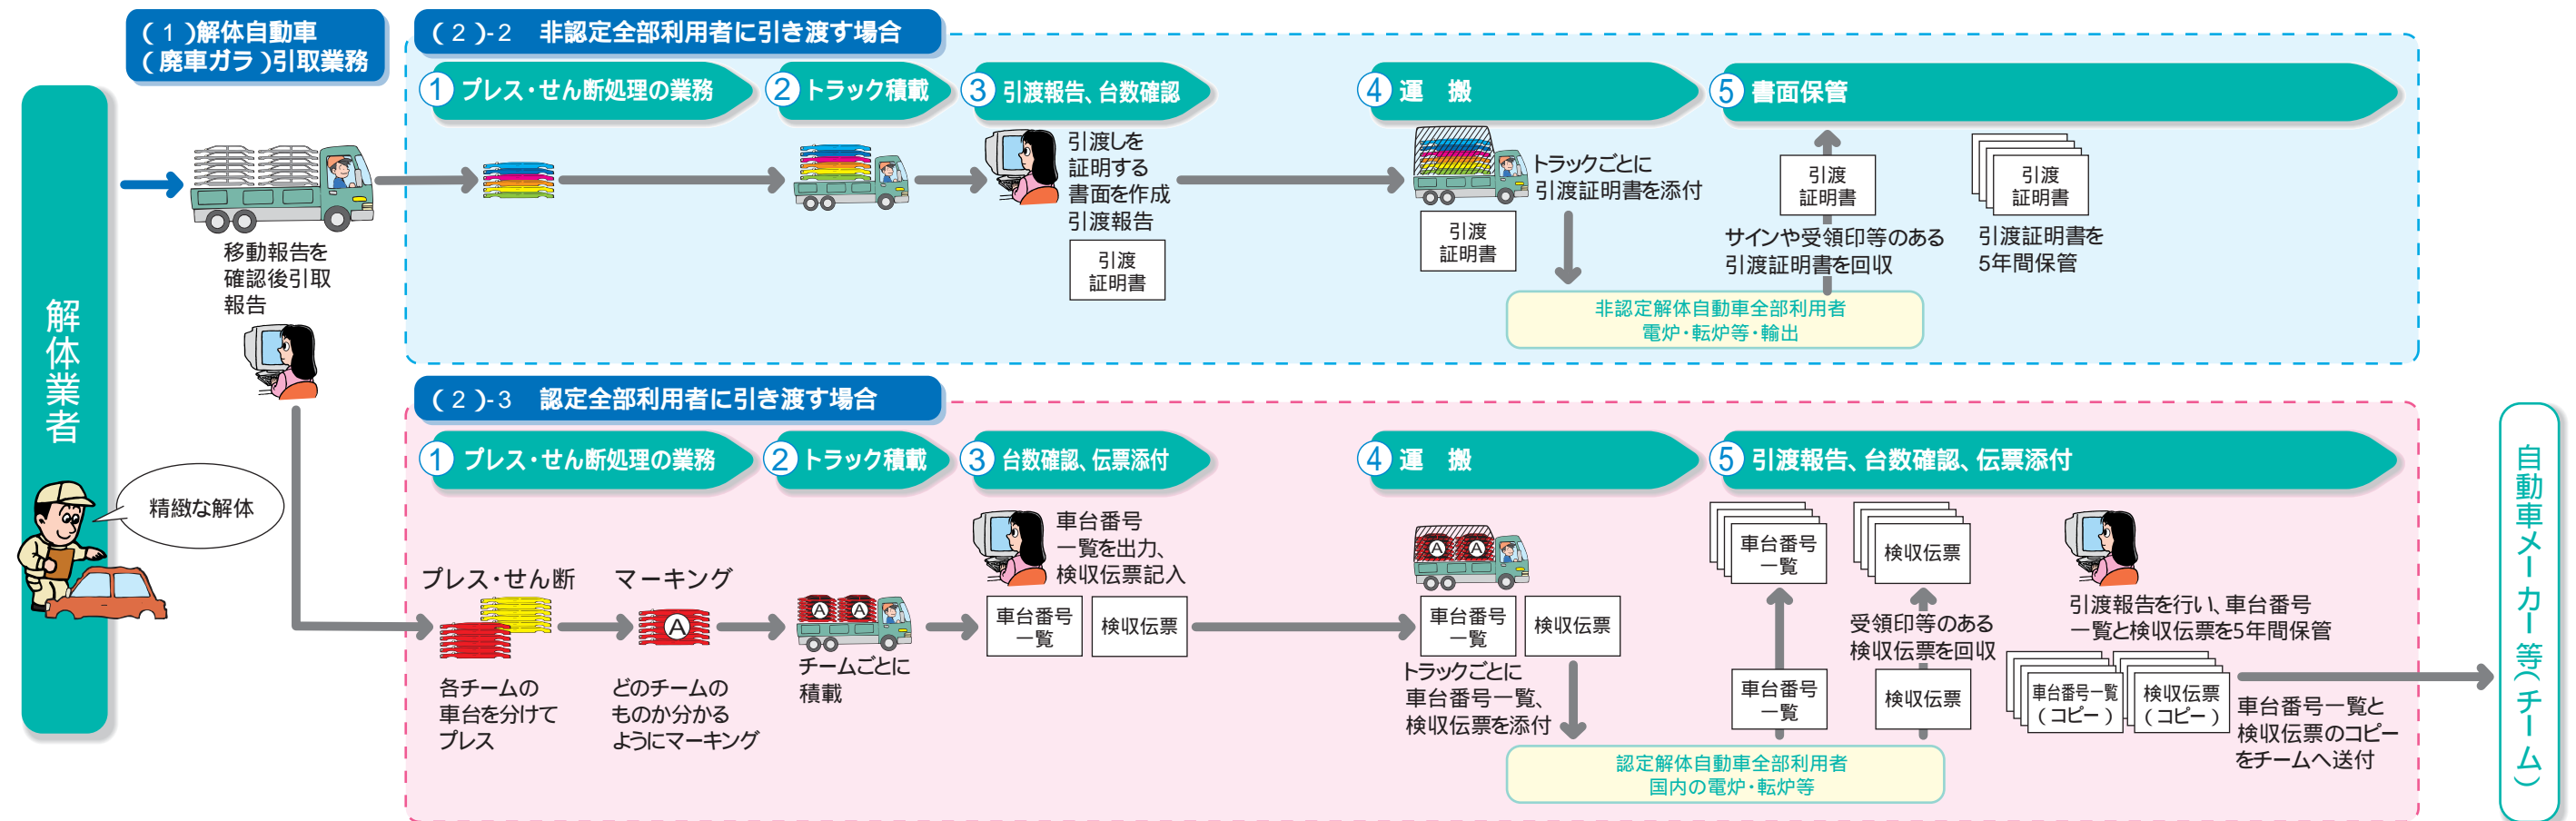 (1)解体自動車
(廃車ガラ)引取業務
解体業者
精緻な解体
移動報告を
確認後引取
報告
(2)-2 非認定全部利用者に引き渡す場合
① プレス・せん断処理の業務
② トラック積載
③ 引渡報告、台数確認
引渡しを
証明する
書面を作成
引渡報告
引渡
証明書
④ 運 搬
トラックごとに
引渡証明書を添付
引渡
証明書
⑤ 書面保管
引渡
証明書
サインや受領印等のある
引渡証明書を回収
引渡
証明書
引渡証明書を
5年間保管
非認定解体自動車全部利用者
電炉・転炉等・輸出
(2)-3 認定全部利用者に引き渡す場合
① プレス・せん断処理の業務
プレス・せん断
各チームの
車台を分けて
プレス
マーキング
A
どのチームの
ものか分かる
ようにマーキング
② トラック積載
A A
チームごとに
積載
③ 台数確認、伝票添付
車台番号
一覧を出力、
検収伝票記入
車台番号
一覧
検収伝票
④ 運 搬
A A
車台番号
一覧
検収伝票
トラックごとに
車台番号一覧、
検収伝票を添付
⑤ 引渡報告、台数確認、伝票添付
車台番号
一覧
車台番号
一覧
検収伝票
受領印等のある
検収伝票を回収
検収伝票
引渡報告を行い、車台番号
一覧と検収伝票を5年間保管
車台番号一覧
(コピー)
検収伝票
(コピー)
車台番号一覧と
検収伝票のコピー
をチームへ送付
認定解体自動車全部利用者
国内の電炉・転炉等
自動車メーカー等(チーム)